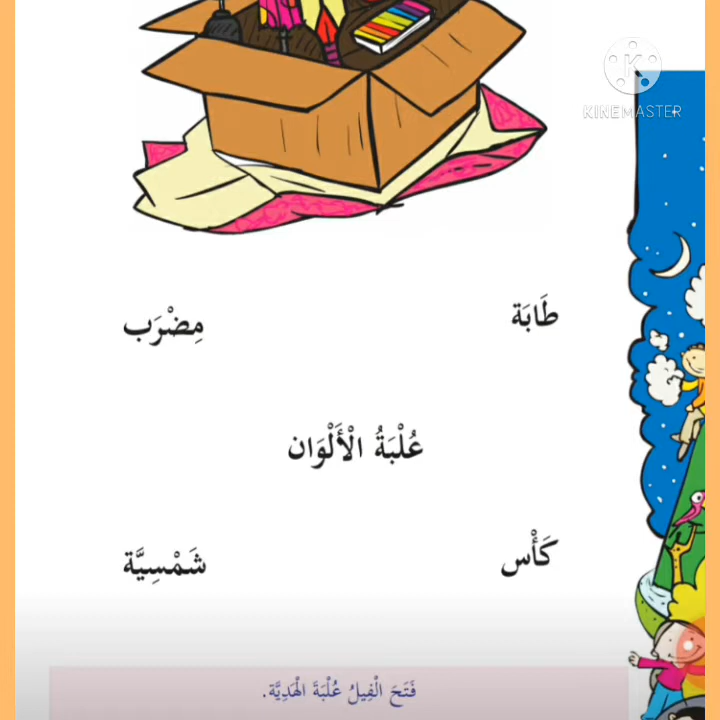 KINEMASTER
طَابَة مِضْرَب
عُلْبَةُ الْأَلْوَان
كَأْس شَمْسِيَّة
فَتَحَ الْفِيلُ عُلْبَةَ الْهَدِيَّة.